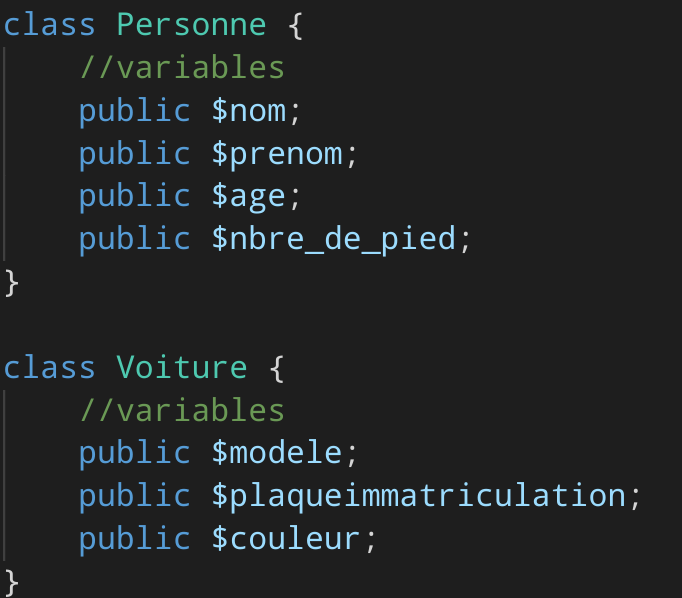 class Personne {
//variables
public $nom;
public $prenom;
public $age;
public $nbre_de_pied;
}
class Voiture {
//variables
public $modele;
public $plaqueimmatriculation;
public $couleur;
}